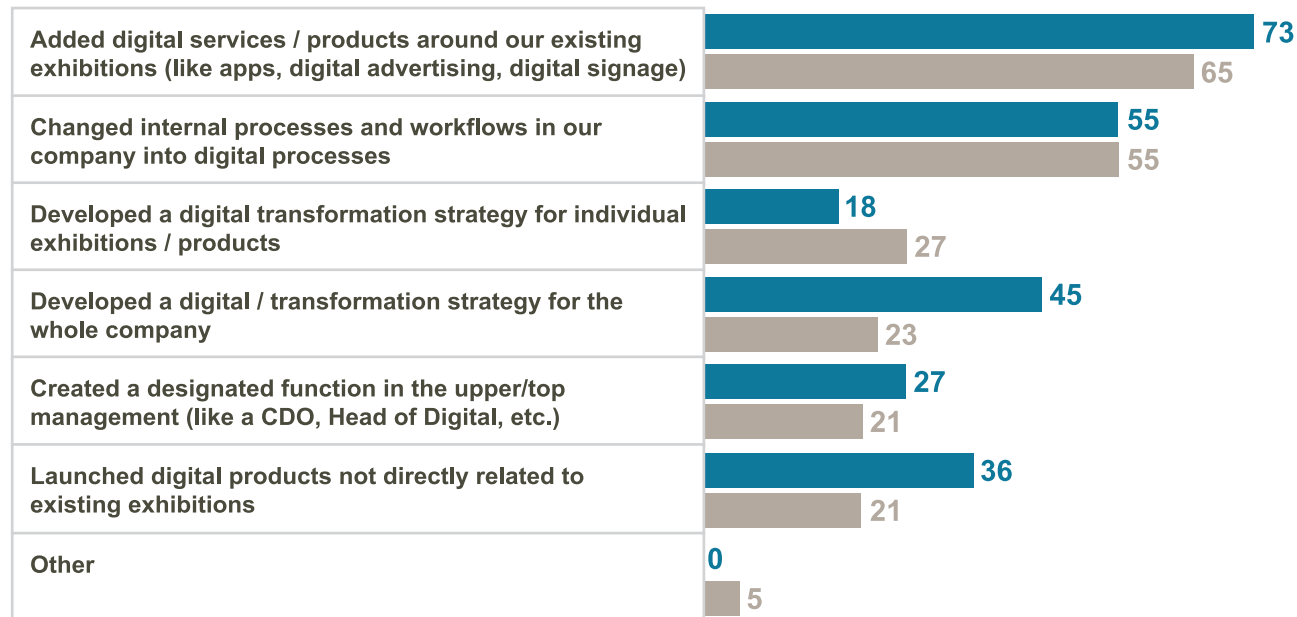 Added digital services / products around our existing
exhibitions (like apps, digital advertising, digital signage)
73
65
Changed internal processes and workflows in our
company into digital processes
55
55
Developed a digital transformation strategy for individual
exhibitions / products
18
27
Developed a digital / transformation strategy for the
whole company
45
23
Created a designated function in the upper/top
management (like a CDO, Head of Digital, etc.)
27
21
Launched digital products not directly related to
existing exhibitions
36
21
Other
0
5